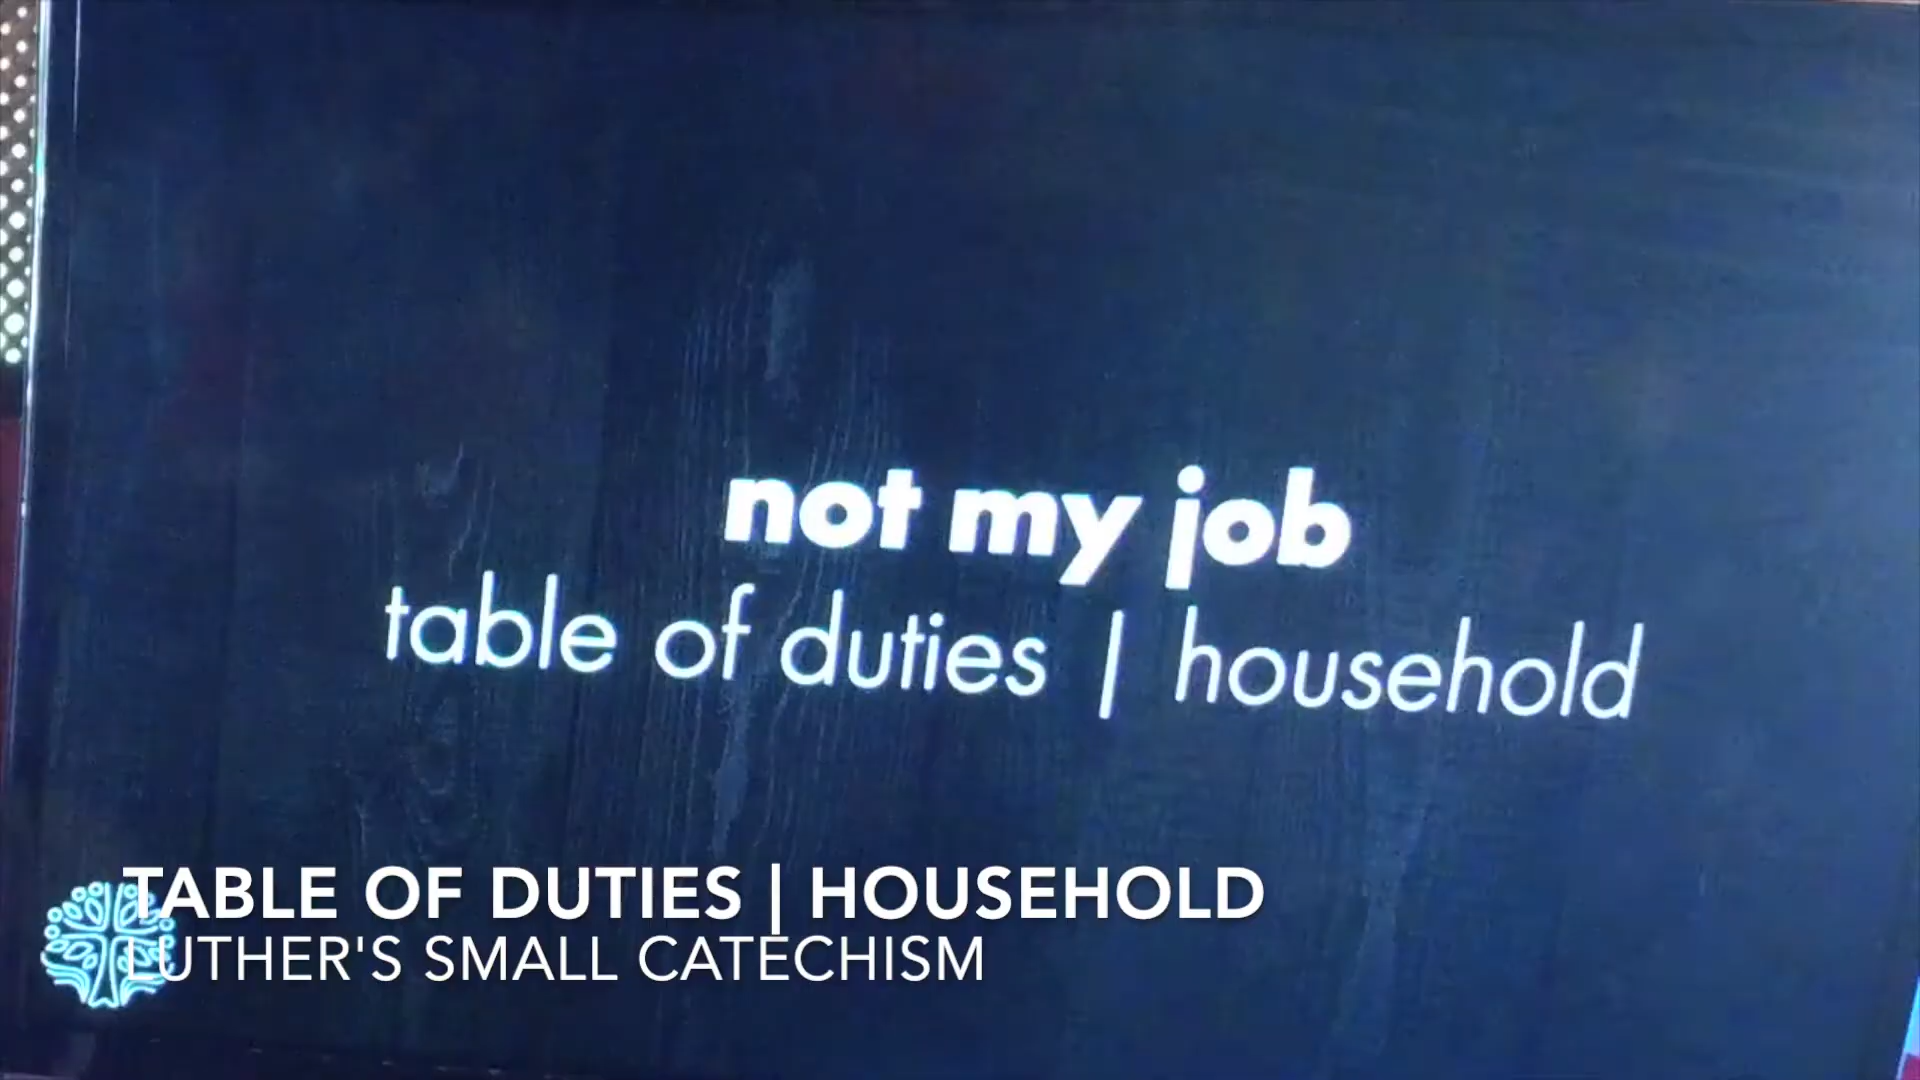 not my job
table of duties | household
TABLE OF DUTIES | HOUSEHOLD
LUTHER'S SMALL CATECHISM